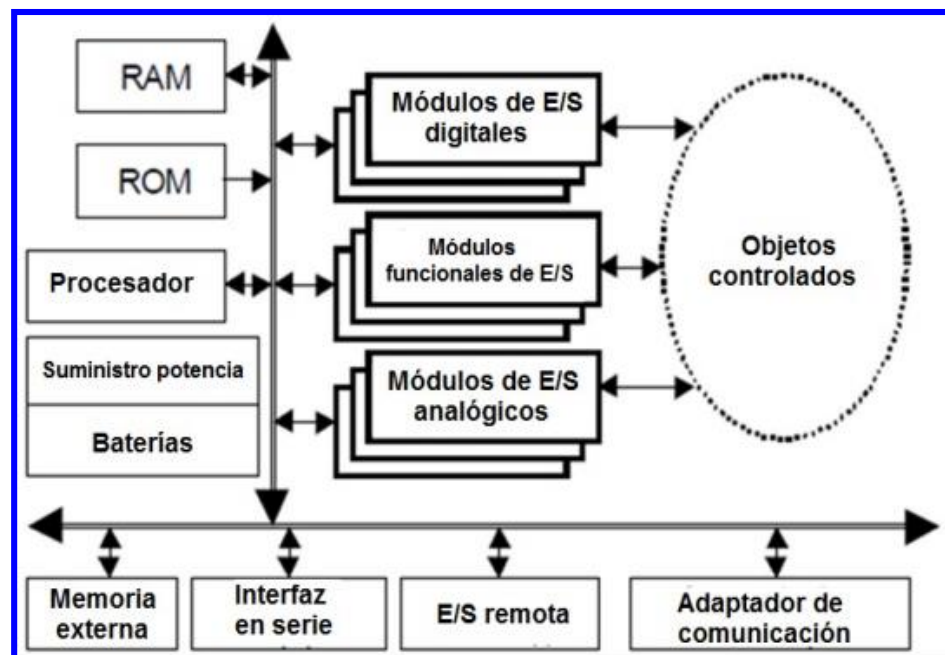 RAM
ROM
Procesador
Suministro potencia
Baterías
Módulos de E/S
digitales
Módulos
funcionales de E/S
Módulos de E/S
analógicos
Objetos
controlados
Memoria
externa
Interfaz
en serie
E/S remota
Adaptador de
comunicación